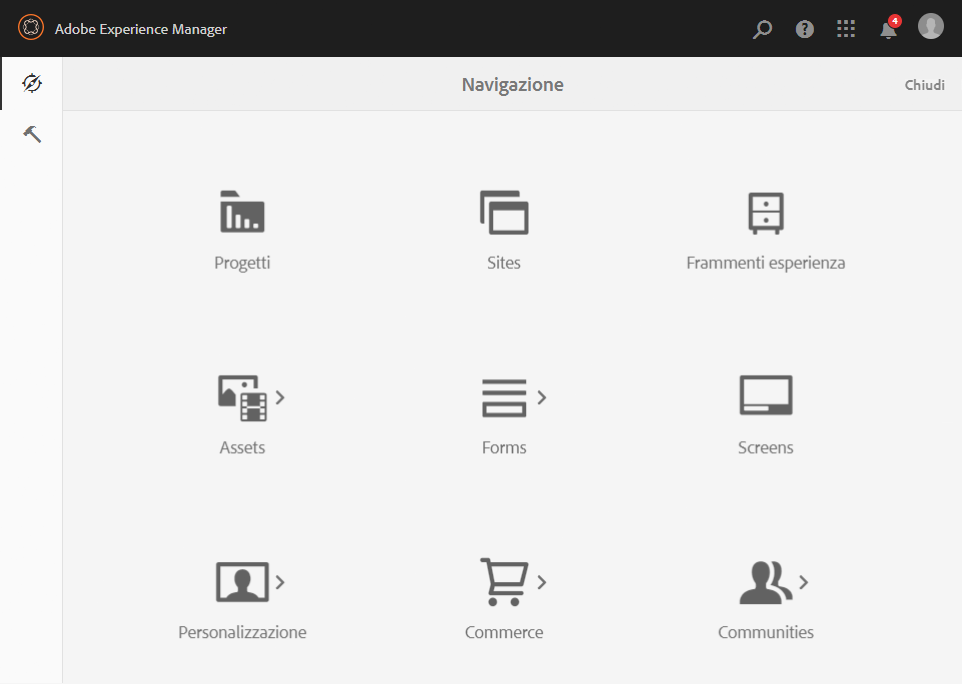 Adobe Experience Manager
4
Navigazione
Chiudi
Progetti
Sites
Frammenti esperienza
Assets
Forms
Screens
Personalizzazione
Commerce
Communities